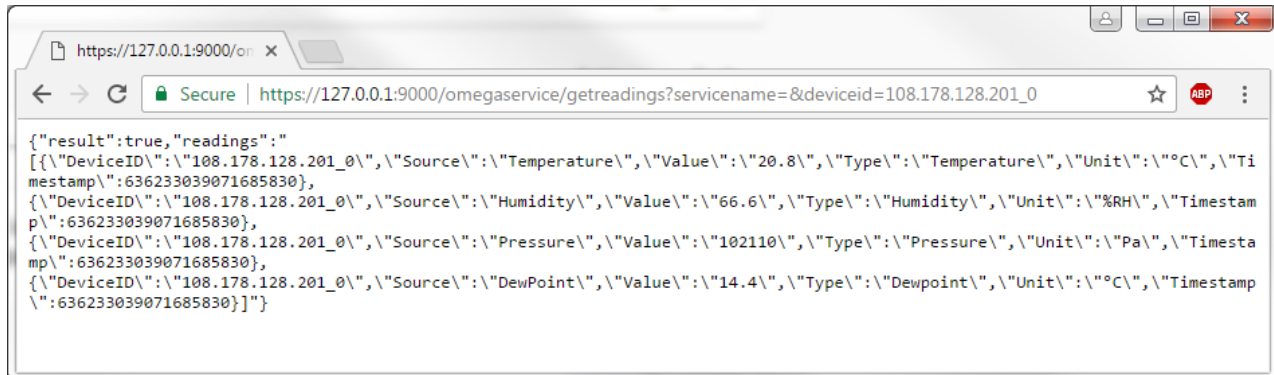 https://127.0.0.1:9000/on
Secure | https://127.0.0.1:9000/omegaservice/getreadings?servicename=&deviceid=108.178.128.201_0
ABP
{"result":true,"readings":"
[{\"DeviceID\":\"108.178.128.201_0\",\"Source\":\"Temperature\",\"Value\":\"20.8\",\"Type\":\"Temperature\",\"Unit\":\"°C\",\"Ti
mestamp\":636233039071685830},
{\"DeviceID\":\"108.178.128.201_0\",\"Source\":\"Humidity\",\"Value\":\"66.6\",\"Type\":\"Humidity\",\"Unit\":\"%RH\",\"Timestam
p\":636233039071685830},
{\"DeviceID\":\"108.178.128.201_0\",\"Source\":\"Pressure\",\"Value\":\"102110\",\"Type\":\"Pressure\",\"Unit\":\"Pa\",\"Timesta
mp\":636233039071685830},
{\"DeviceID\":\"108.178.128.201_0\",\"Source\":\"DewPoint\",\"Value\":\"14.4\",\"Type\":\"Dewpoint\",\"Unit\":\"°C\",\"Timestamp
\":636233039071685830}]"}